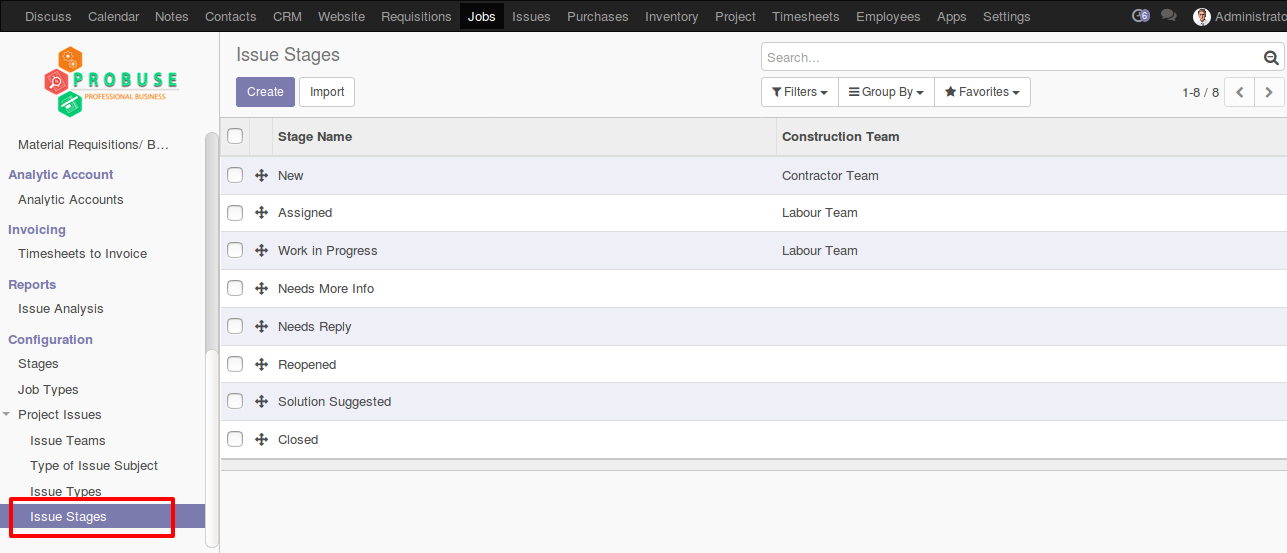 Discuss Calendar Notes Contacts CRM Website Requisitions Jobs Issues Purchases Inventory Project Timesheets Employees Apps Settings 6 Administrato
PROBUSE
PROFESSIONAL BUSINESS
Material Requisitions/ B...
Analytic Account
Analytic Accounts
Invoicing
Timesheets to Invoice
Reports
Issue Analysis
Configuration
Stages
Job Types
Project Issues
Issue Teams
Type of Issue Subject
Issue Types
Issue Stages
Issue Stages
Search...
Create Import
Filters Group By Favorites 1-8 / 8
Stage Name Construction Team
New Contractor Team
Assigned Labour Team
Work in Progress Labour Team
Needs More Info
Needs Reply
Reopened
Solution Suggested
Closed